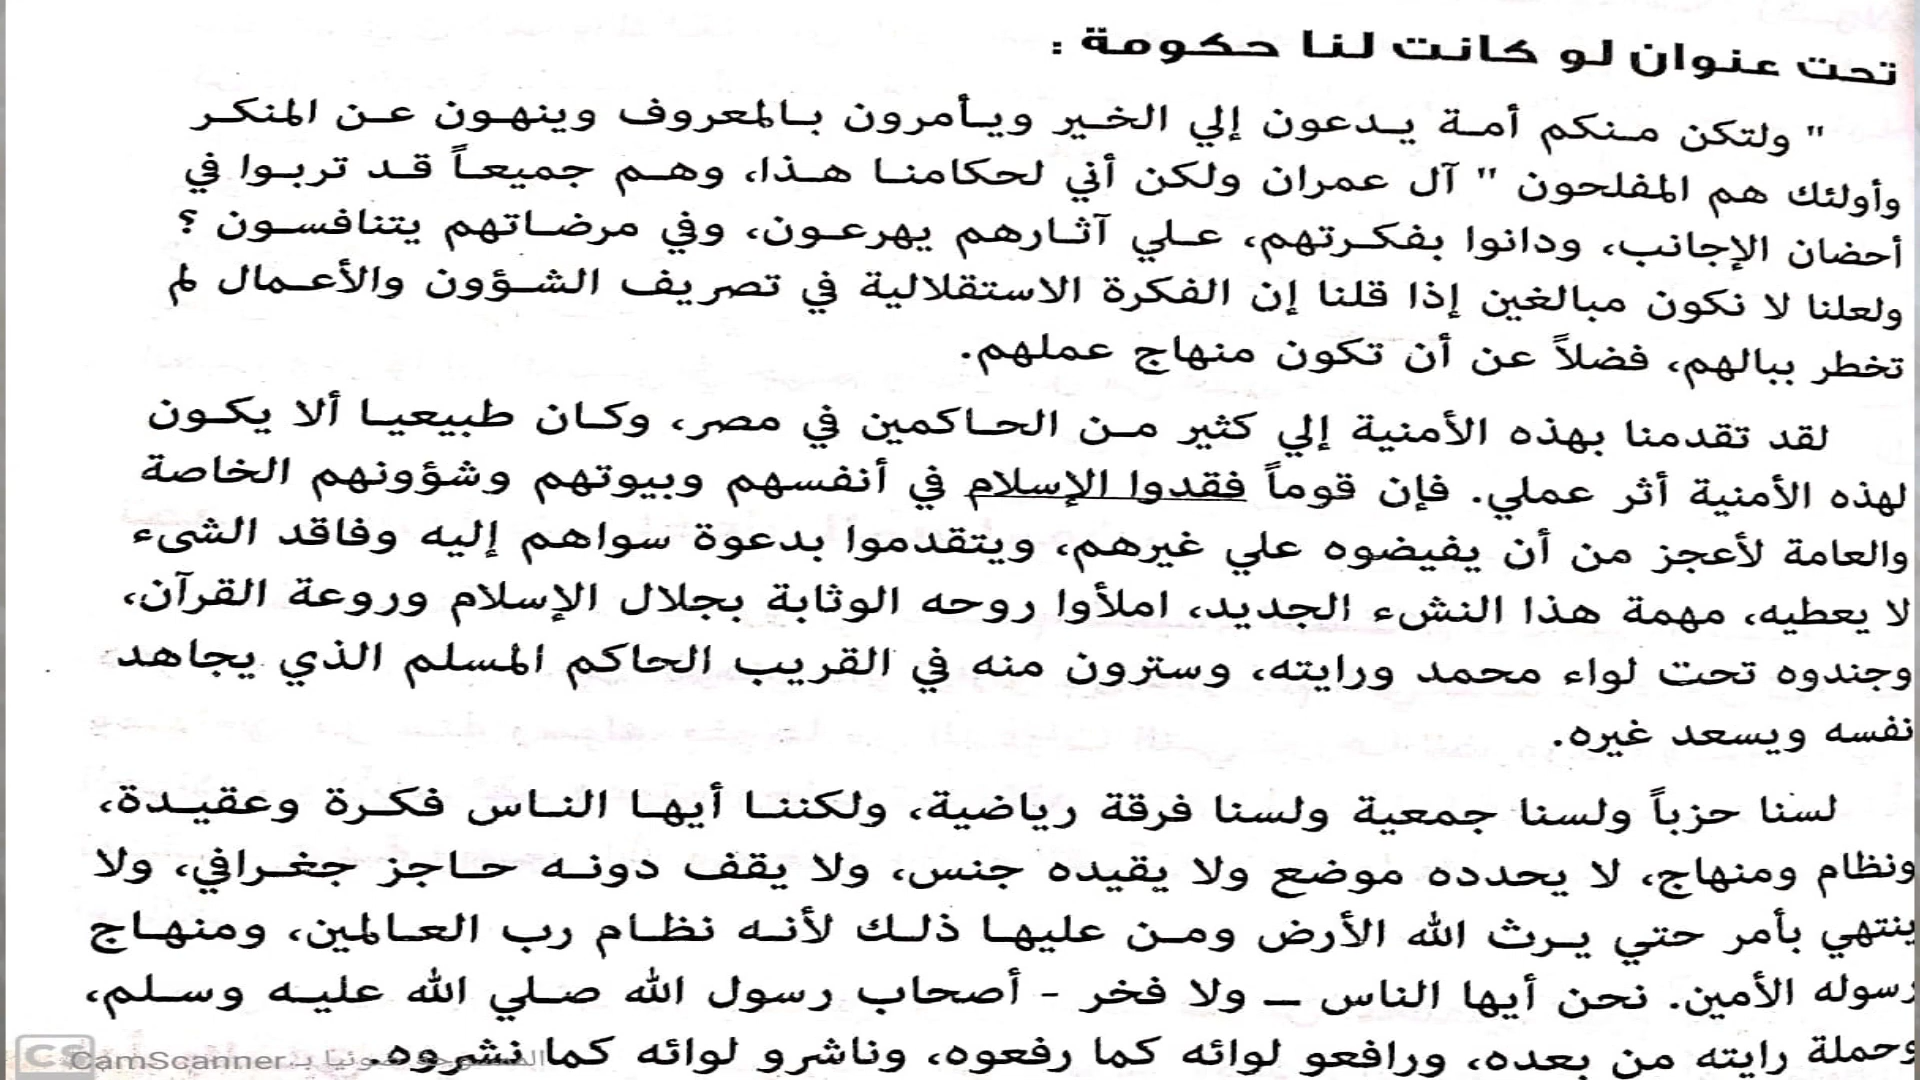 تحت عنوان لو كانت لنا حكومة :
" ولتكن منكم أمة يدعون إلي الخير ويأمرون بالمعروف وينهون عن المنكر
وأولئك هم المفلحون " آل عمران ولكن أني لحكامنا هذا، وهم جميعاً قد تربوا في
أحضان الإجانب، ودانوا بفكرتهم، علي آثارهم يهرعون، وفي مرضاتهم يتنافسون ؟
ولعلنا لا نكون مبالغين إذا قلنا إن الفكرة الاستقلالية في تصريف الشؤون والأعمال لم
تخطر ببالهم، فضلاً عن أن تكون منهاج عملهم.
لقد تقدمنا بهذه الأمنية إلي كثير من الحاكمين في مصر، وكان طبيعيا ألا يكون
لهذه الأمنية أثر عملي. فإن قوماً فقدوا الإسلام في أنفسهم وبيوتهم وشؤونهم الخاصة
والعامة لأعجز من أن يفيضوه علي غيرهم، ويتقدموا بدعوة سواهم إليه وفاقد الشىء
لا يعطيه، مهمة هذا النشء الجديد، املأوا روحه الوثابة بجلال الإسلام وروعة القرآن،
وجندوه تحت لواء محمد ورايته، وسترون منه في القريب الحاكم المسلم الذي يجاهد
نفسه ويسعد غيره.
لسنا حزباً ولسنا جمعية ولسنا فرقة رياضية، ولكننا أيها الناس فكرة وعقيدة،
ونظام ومنهاج، لا يحدده موضع ولا يقيده جنس، ولا يقف دونه حاجز جغرافي، ولا
ينتهي بأمر حتي يرث الله الأرض ومن عليها ذلك لأنه نظام رب العالمين، ومنهاج
رسوله الأمين. نحن أيها الناس – ولا فخر - أصحاب رسول الله صلي الله عليه وسلم،
وحملة رايته من بعده، ورافعو لوائه كما رفعوه، وناشرو لوائه كما نشروه.
CS CamScanner الممسوحة ضوئيا بـ